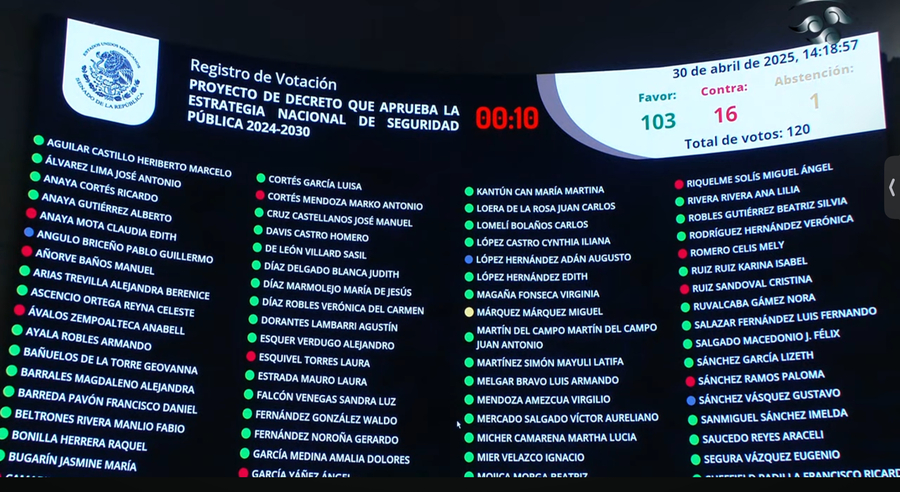 ESTADOS UNIDOS MEXICANOS
SENADO DE LA REPÚBLICA
Registro de Votación
PROYECTO DE DECRETO QUE APRUEBA LA
ESTRATEGIA NACIONAL DE SEGURIDAD
PÚBLICA 2024-2030
00:10
30 de abril de 2025, 14:18:57
Favor: Contra: Abstención:
103 16 1
Total de votos: 120
AGUILAR CASTILLO HERIBERTO MARCELO
ÁLVAREZ LIMA JOSÉ ANTONIO
ANAYA CORTÉS RICARDO
ANAYA GUTIÉRREZ ALBERTO
ANAYA MOTA CLAUDIA EDITH
ANGULO BRICEÑO PABLO GUILLERMO
AÑORVE BAÑOS MANUEL
ARIAS TREVILLA ALEJANDRA BERENICE
ASCENCIO ORTEGA REYNA CELESTE
ÁVALOS ZEMPOALTECA ANABELL
AYALA ROBLES ARMANDO
BAÑUELOS DE LA TORRE GEOVANNA
BARRALES MAGDALENO ALEJANDRA
BARREDA PAVÓN FRANCISCO DANIEL
BELTRONES RIVERA MANLIO FABIO
BONILLA HERRERA RAQUEL
BUGARÍN JASMINE MARÍA
CORTÉS GARCÍA LUISA
CORTÉS MENDOZA MARKO ANTONIO
CRUZ CASTELLANOS JOSÉ MANUEL
DAVIS CASTRO HOMERO
DE LEÓN VILLARD SASIL
DÍAZ DELGADO BLANCA JUDITH
DÍAZ MARMOLEJO MARÍA DE JESÚS
DÍAZ ROBLES VERÓNICA DEL CARMEN
DORANTES LAMBARRI AGUSTÍN
ESQUER VERDUGO ALEJANDRO
ESQUIVEL TORRES LAURA
ESTRADA MAURO LAURA
FALCÓN VENEGAS SANDRA LUZ
FERNÁNDEZ GONZÁLEZ WALDO
FERNÁNDEZ NOROÑA GERARDO
GARCÍA MEDINA AMALIA DOLORES
GARCÍA YÁÑEZ ÁNGEL
KANTÚN CAN MARÍA MARTINA
LOERA DE LA ROSA JUAN CARLOS
LOMELÍ BOLAÑOS CARLOS
LÓPEZ CASTRO CYNTHIA ILIANA
LÓPEZ HERNÁNDEZ ADÁN AUGUSTO
LÓPEZ HERNÁNDEZ EDITH
MAGAÑA FONSECA VIRGINIA
MÁRQUEZ MÁRQUEZ MIGUEL
MARTÍN DEL CAMPO MARTÍN DEL CAMPO
JUAN ANTONIO
MARTÍNEZ SIMÓN MAYULI LATIFA
MELGAR BRAVO LUIS ARMANDO
MENDOZA AMEZCUA VIRGILIO
MERCADO SALGADO VÍCTOR AURELIANO
MICHER CAMARENA MARTHA LUCIA
MIER VELAZCO IGNACIO
MOJICA MORGA BEATRIZ
RIQUELME SOLÍS MIGUEL ÁNGEL
RIVERA RIVERA ANA LILIA
ROBLES GUTIÉRREZ BEATRIZ SILVIA
RODRÍGUEZ HERNÁNDEZ VERÓNICA
ROMERO CELIS MELY
RUIZ RUIZ KARINA ISABEL
RUIZ SANDOVAL CRISTINA
RUVALCABA GÁMEZ NORA
SALAZAR FERNÁNDEZ LUIS FERNANDO
SALGADO MACEDONIO J. FÉLIX
SÁNCHEZ GARCÍA LIZETH
SÁNCHEZ RAMOS PALOMA
SÁNCHEZ VÁSQUEZ GUSTAVO
SANMIGUEL SÁNCHEZ IMELDA
SAUCEDO REYES ARACELI
SEGURA VÁZQUEZ EUGENIO
SHEFFIELD PADILLA FRANCISCO RICARD